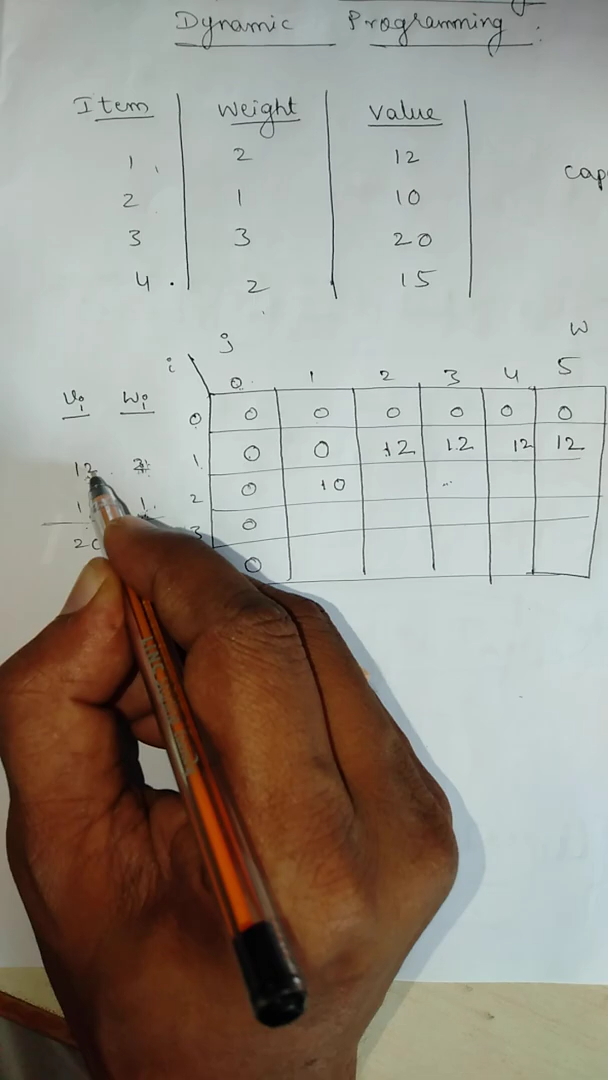 Dynamic Programming :
Item Weight Value
1 2 12
2 1 10
3 3 20
4 . 2 15
cap
W
j
i 0 1 2 3 4 5
Vi Wi
0 0 0 0 0 0 0
12 2 1 0 0 12 12 12 12
1 1 2 0 10
20 3 0
0